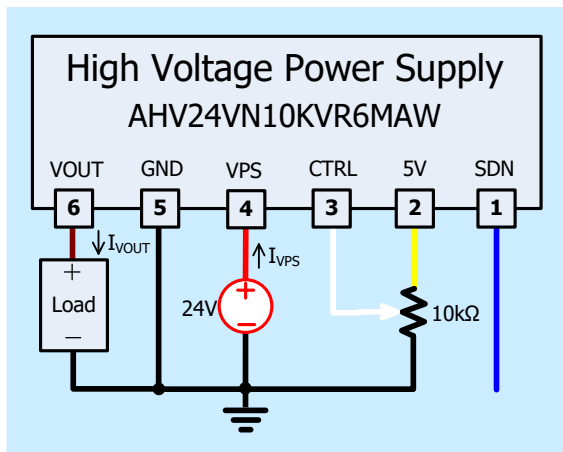 High Voltage Power Supply
AHV24VN10KVR6MAW
VOUT GND VPS CTRL 5V SDN
6 5 4 3 2 1
+ IVOUT IVPS
Load 24V + 10kΩ
− −